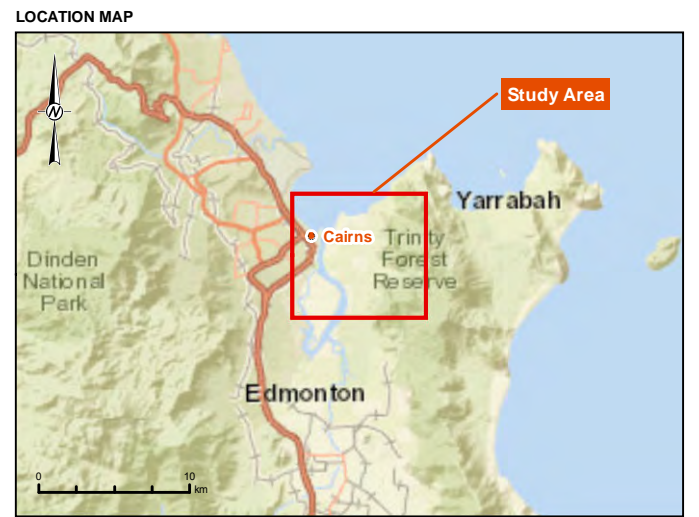 LOCATION MAP
N
Study Area
Yarrabah
Cairns
Trinity
Forest
Reserve
Dinden
National
Park
Edmonton
0 10
km